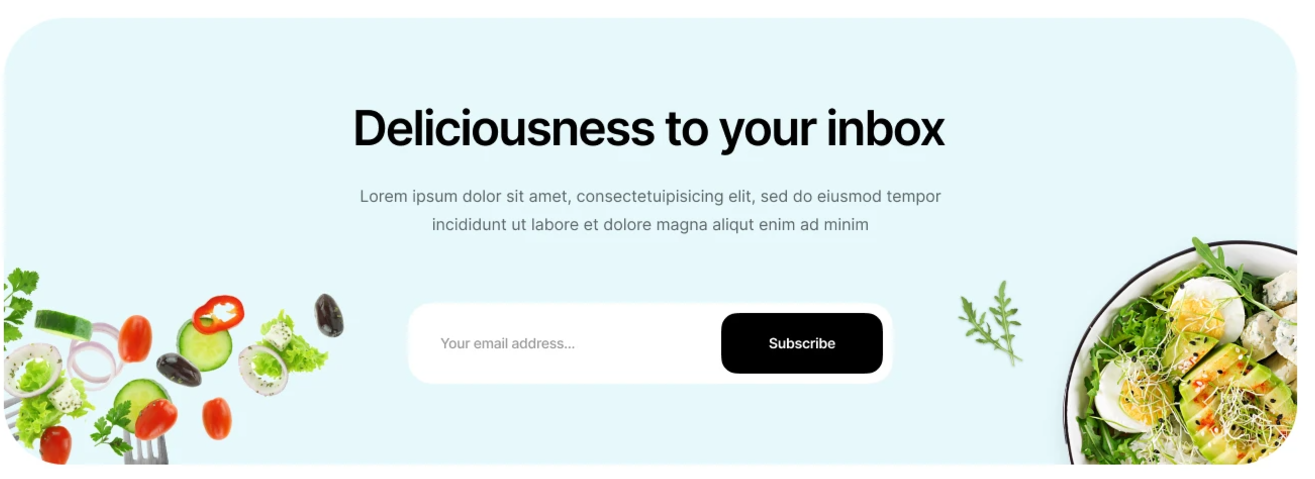 Deliciousness to your inbox
Lorem ipsum dolor sit amet, consectetuipisicing elit, sed do eiusmod tempor
incididunt ut labore et dolore magna aliqut enim ad minim
Your email address...
Subscribe